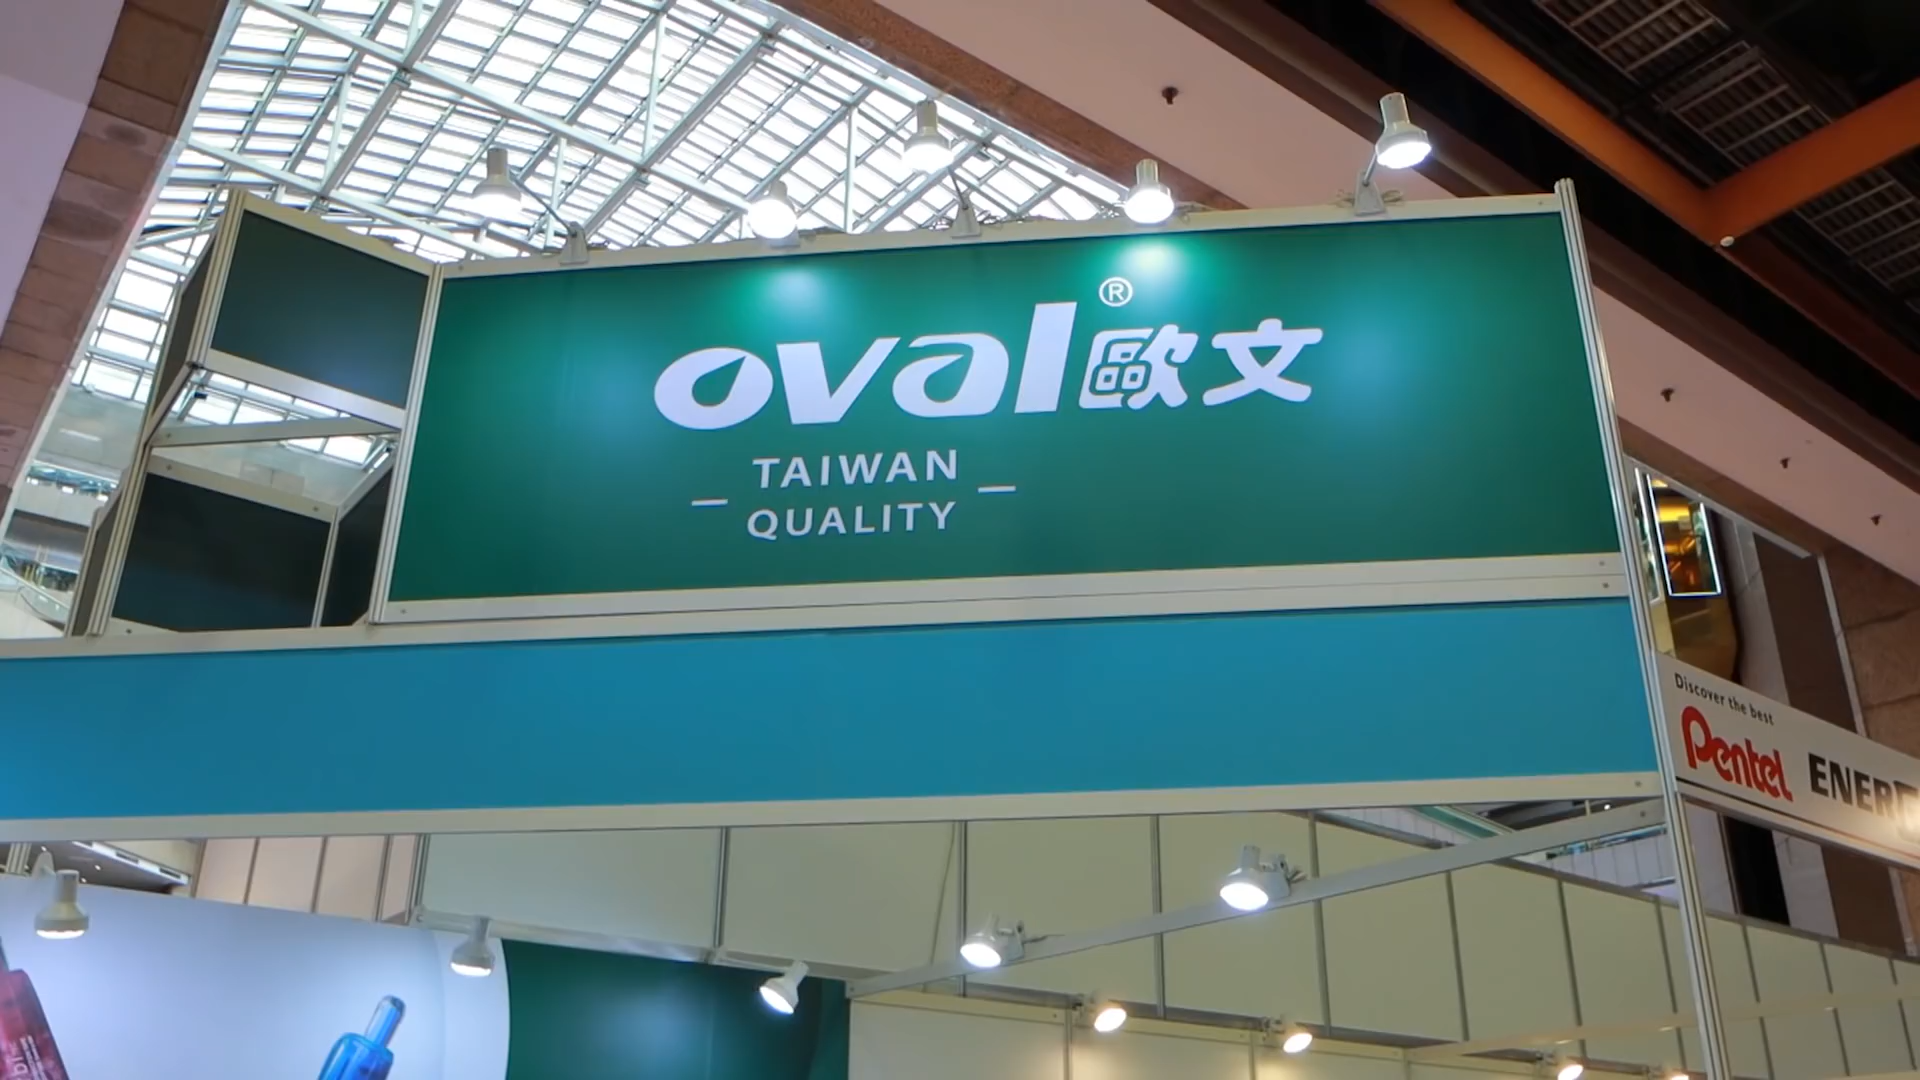 oval® 歐文
TAIWAN
QUALITY
Discover the best
Pentel ENER